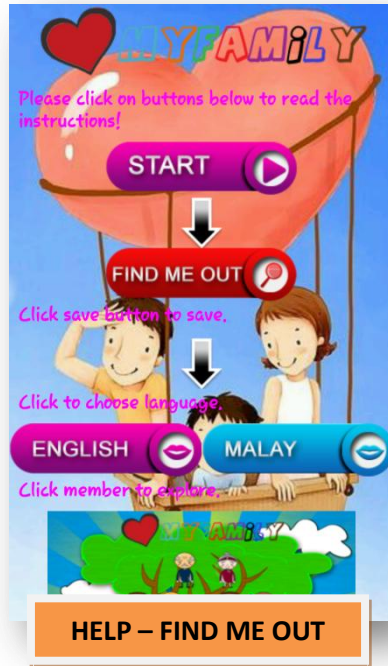 MYFAMiLY
Please click on buttons below to read the
instructions!
START
FIND ME OUT
Click save button to save.
Click to choose language.
ENGLISH
MALAY
Click member to explore.
MYFAMiLY
HELP – FIND ME OUT